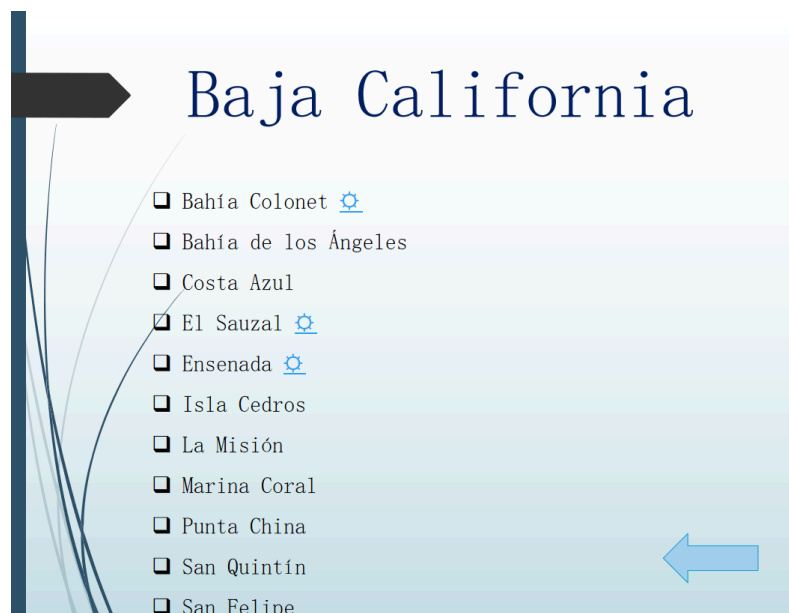 Baja California
❑ Bahía Colonet ☼
❑ Bahía de los Ángeles
❑ Costa Azul
❑ El Sauzal ☼
❑ Ensenada ☼
❑ Isla Cedros
❑ La Misión
❑ Marina Coral
❑ Punta China
❑ San Quintín
❑ San Felipe